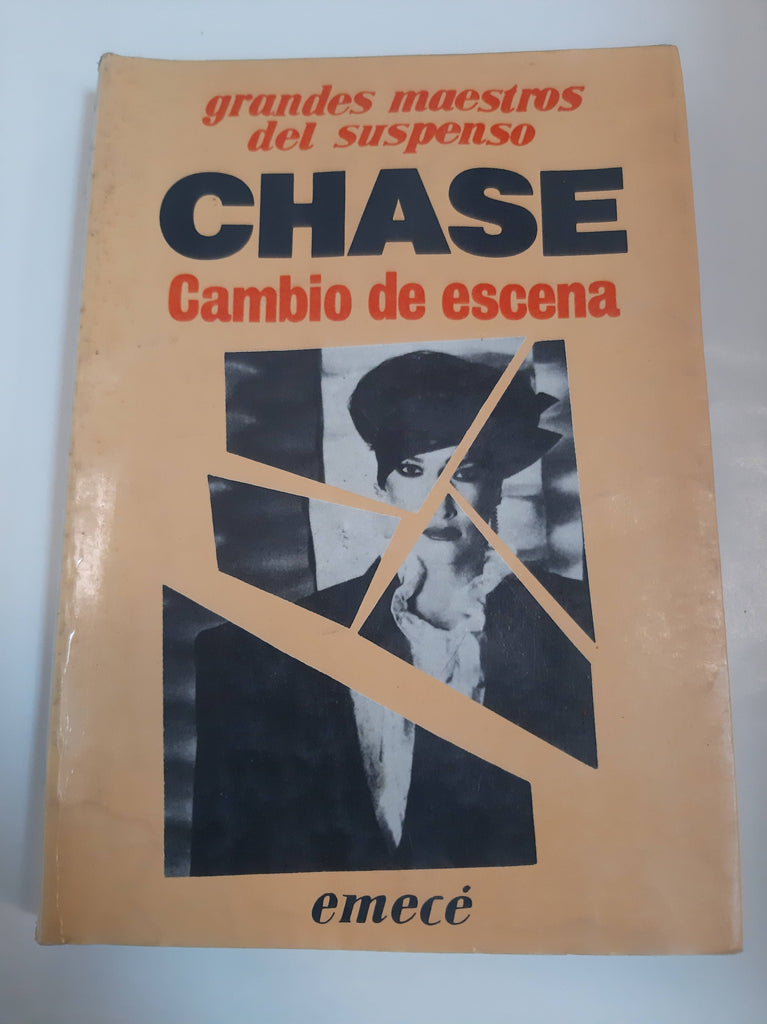 grandes maestros
del suspenso
CHASE
Cambio de escena
emecé